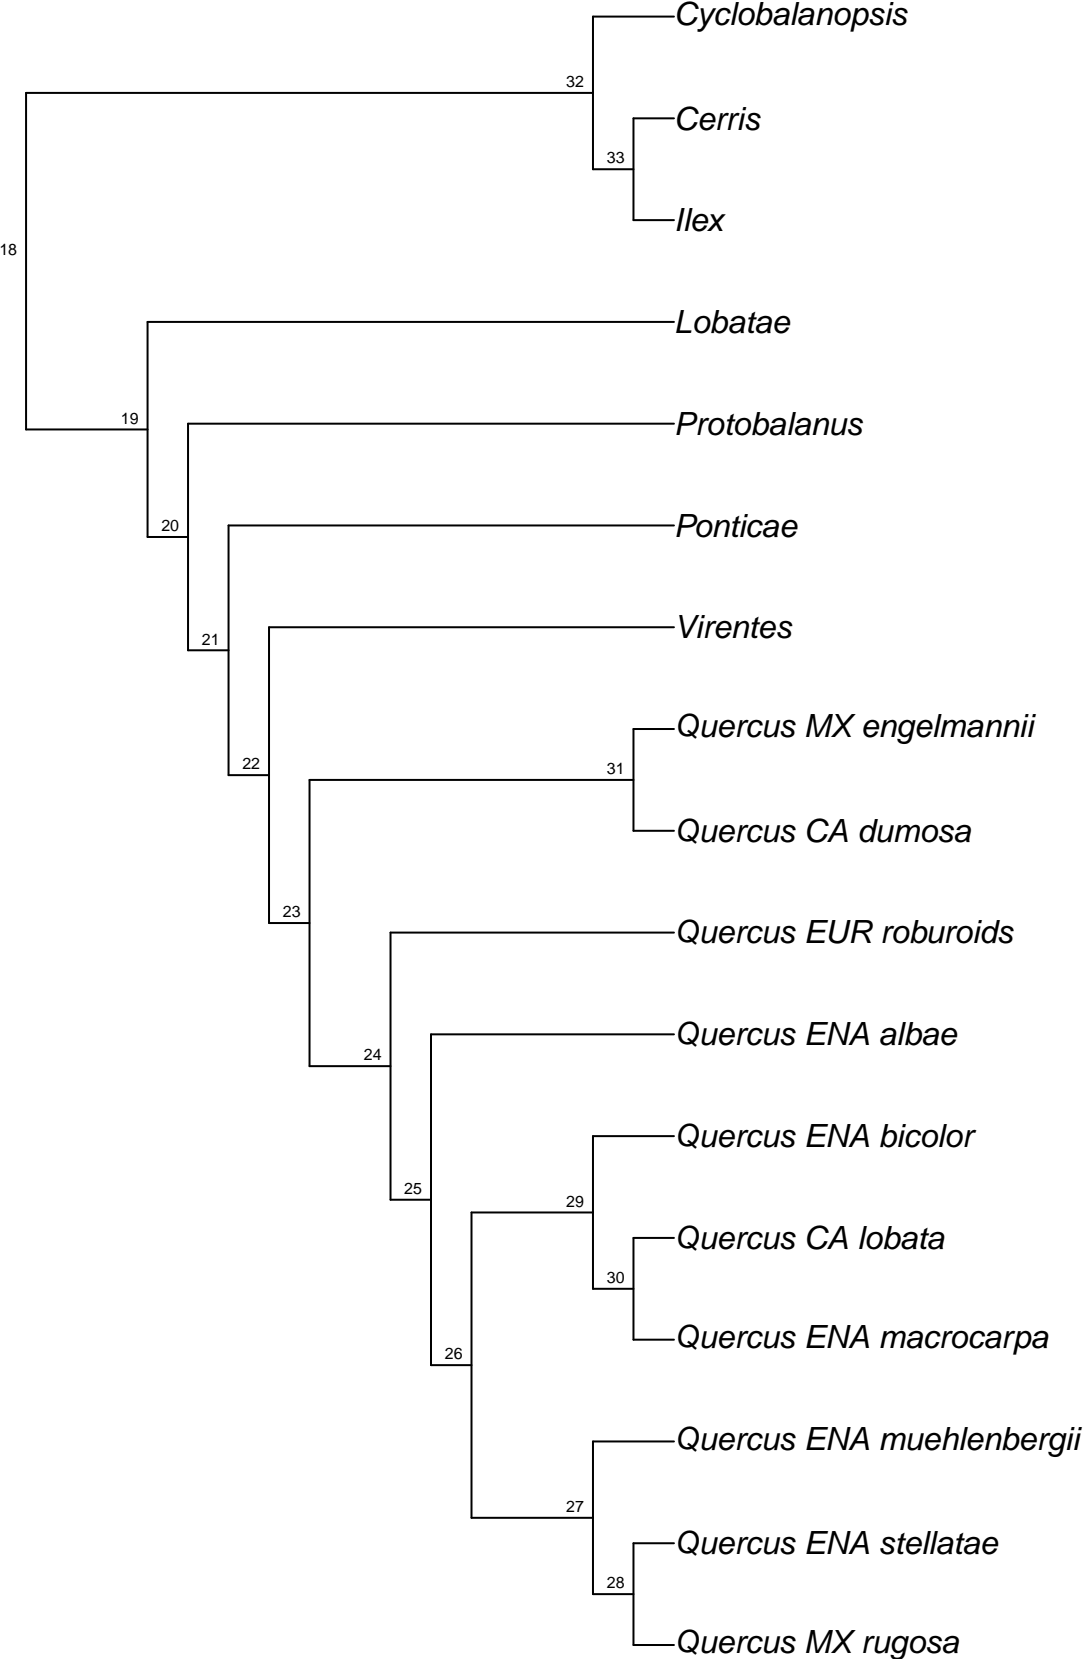 Cyclobalanopsis
32
Cerris
33
Ilex
18
Lobatae
19
Protobalanus
20
Ponticae
21
Virentes
22
Quercus MX engelmannii
31
Quercus CA dumosa
23
Quercus EUR roburoids
24
Quercus ENA albae
25
Quercus ENA bicolor
29
Quercus CA lobata
30
Quercus ENA macrocarpa
26
Quercus ENA muehlenbergii
27
Quercus ENA stellatae
28
Quercus MX rugosa